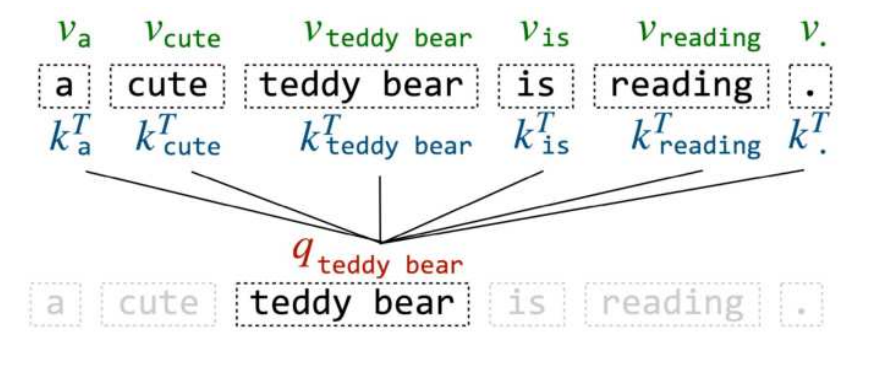 v_a v_cute v_teddy bear v_is v_reading v_.
a cute teddy bear is reading .
k^T_a k^T_cute k^T_teddy bear k^T_is k^T_reading k^T_.
q_teddy bear
a cute teddy bear is reading .